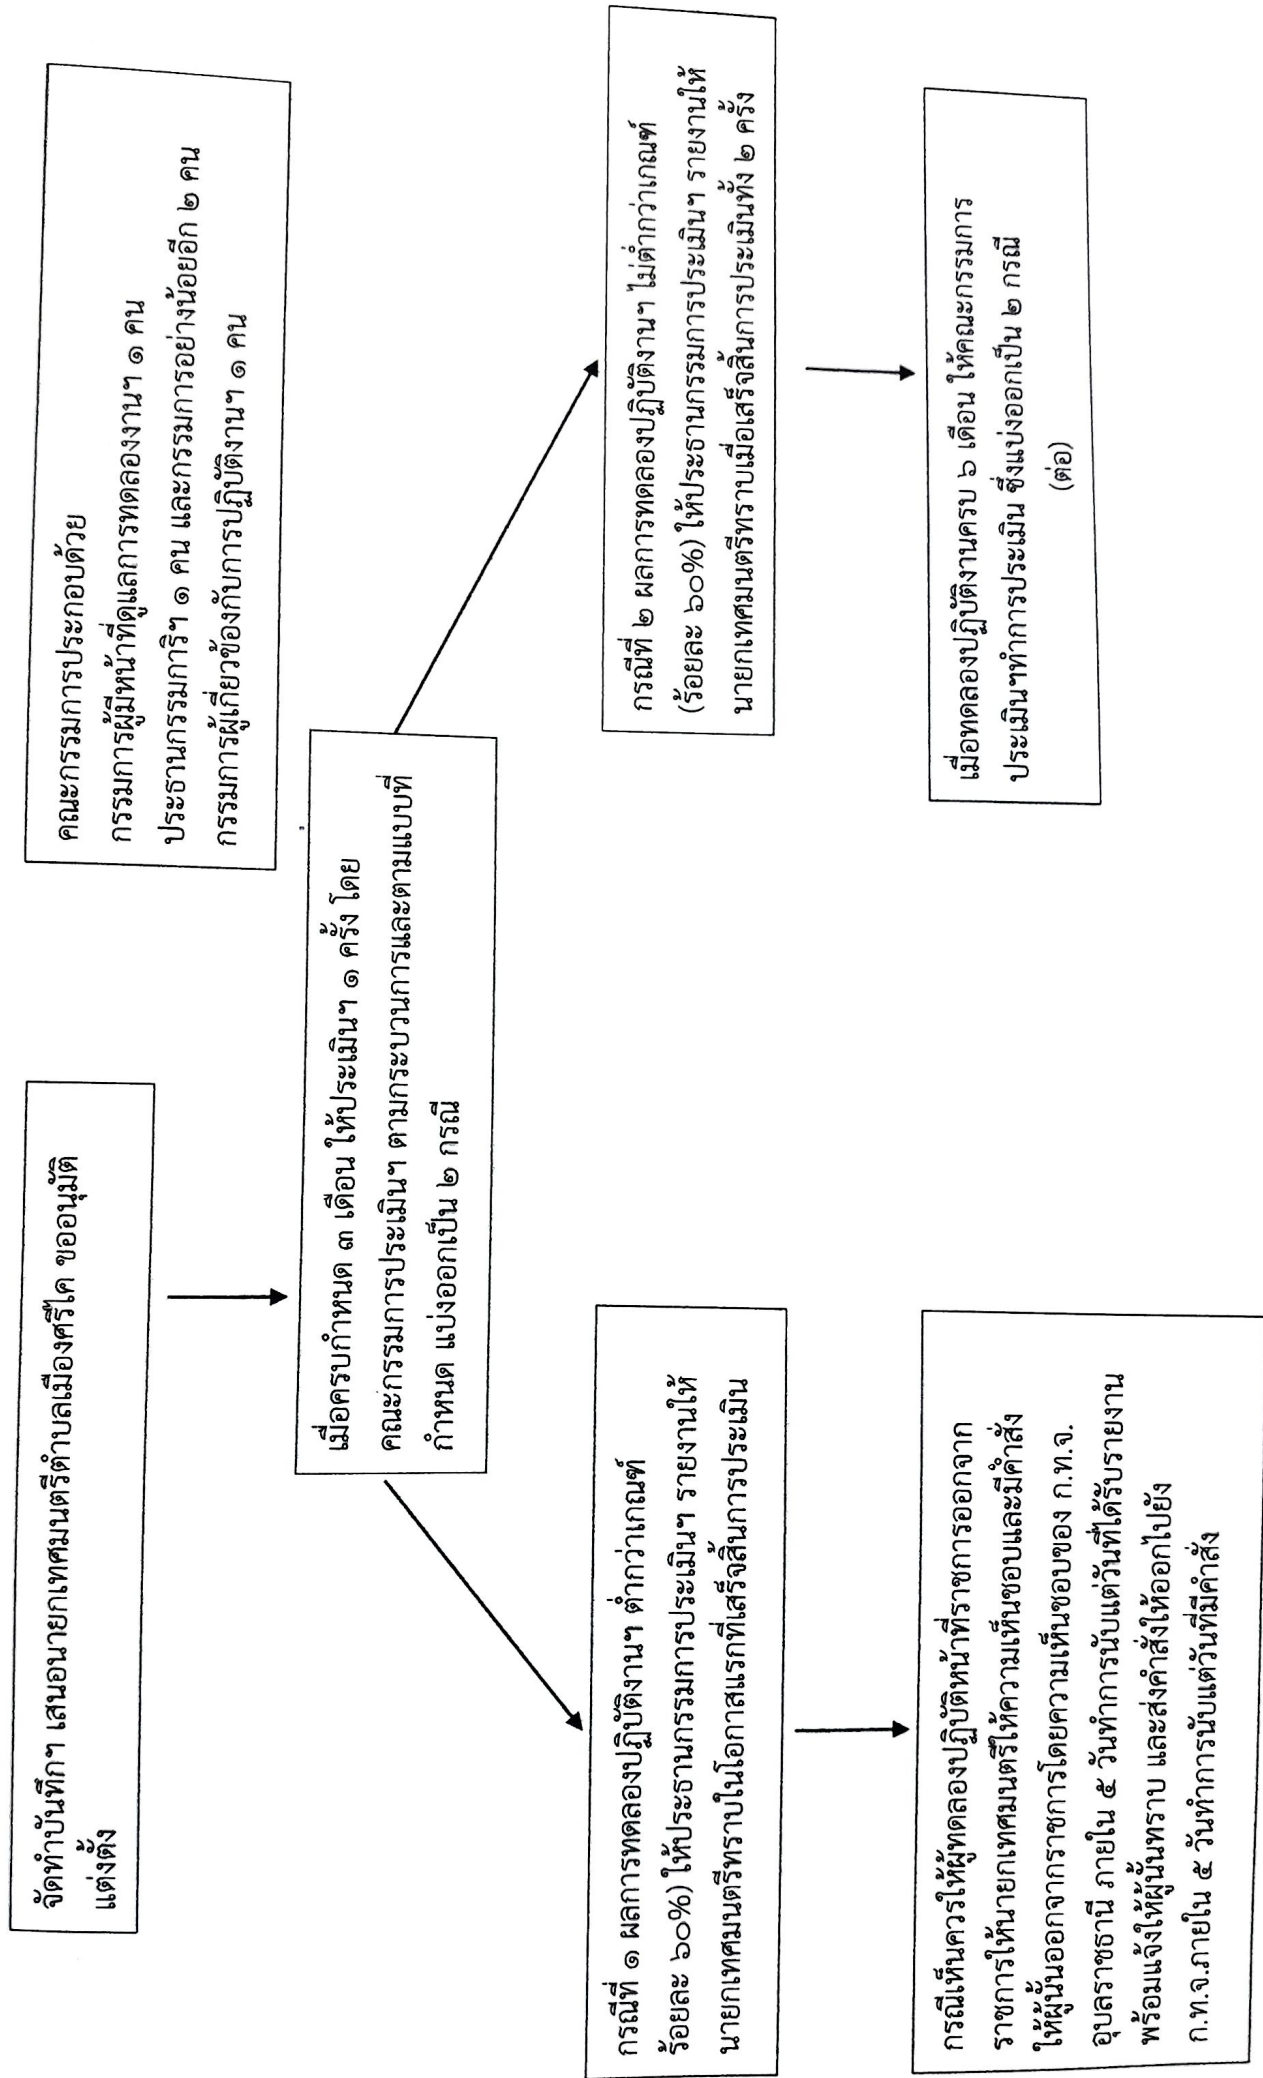 จัดทำบันทึกฯ เสนอนายกเทศมนตรีตำบลเมืองศรีไค ขออนุมัติ
แต่งตั้ง
คณะกรรมการประกอบด้วย
กรรมการผู้มีหน้าที่ดูแลการทดลองงานฯ ๑ คน
ประธานกรรมการิฯ ๑ คน และกรรมการอย่างน้อยอีก ๒ คน
กรรมการผู้เกี่ยวข้องกับการปฏิบัติงานฯ ๑ คน
เมื่อครบกำหนด ๓ เดือน ให้ประเมินฯ ๑ ครั้ง โดย
คณะกรรมการประเมินฯ ตามกระบวนการและตามแบบที่
กำหนด แบ่งออกเป็น ๒ กรณี
กรณีที่ ๑ ผลการทดลองปฏิบัติงานฯ ต่ำกว่าเกณฑ์
ร้อยละ ๖๐%) ให้ประธานกรรมการประเมินฯ รายงานให้
นายกเทศมนตรีทราบในโอกาสแรกที่เสร็จสิ้นการประเมิน
กรณีที่ ๒ ผลการทดลองปฏิบัติงานฯ ไม่ต่ำกว่าเกณฑ์
(ร้อยละ ๖๐%) ให้ประธานกรรมการประเมินฯ รายงานให้
นายกเทศมนตรีทราบเมื่อเสร็จสิ้นการประเมินทั้ง ๒ ครั้ง
กรณีเห็นควรให้ผู้ทดลองปฏิบัติหน้าที่ราชการออกจาก
ราชการให้นายกเทศมนตรีให้ความเห็นชอบและมีคำสั่ง
ให้ผู้นั้นออกจากราชการโดยความเห็นชอบของ ก.ท.จ.
อุบลราชธานี ภายใน ๕ วันทำการนับแต่วันที่ได้รับรายงาน
พร้อมแจ้งให้ผู้นั้นทราบ และส่งคำสั่งให้ออกไปยัง
ก.ท.จ.ภายใน ๕ วันทำการนับแต่วันที่มีคำสั่ง
เมื่อทดลองปฏิบัติงานครบ ๖ เดือน ให้คณะกรรมการ
ประเมินฯทำการประเมิน ซึ่งแบ่งออกเป็น ๒ กรณี
(ต่อ)